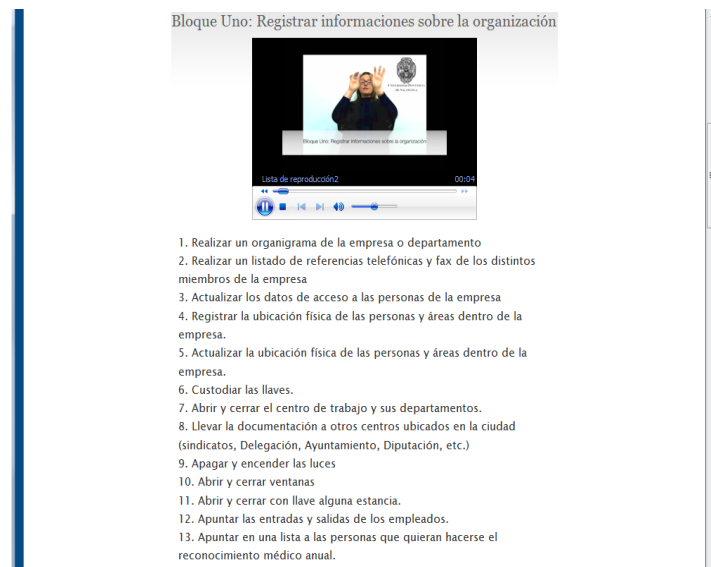 Bloque Uno: Registrar informaciones sobre la organización
Bloque Uno: Registrar informaciones sobre la organización
Lista de reproducción2 00:04
1. Realizar un organigrama de la empresa o departamento
2. Realizar un listado de referencias telefónicas y fax de los distintos
miembros de la empresa
3. Actualizar los datos de acceso a las personas de la empresa
4. Registrar la ubicación física de las personas y áreas dentro de la
empresa.
5. Actualizar la ubicación física de las personas y áreas dentro de la
empresa.
6. Custodiar las llaves.
7. Abrir y cerrar el centro de trabajo y sus departamentos.
8. Llevar la documentación a otros centros ubicados en la ciudad
(sindicatos, Delegación, Ayuntamiento, Diputación, etc.)
9. Apagar y encender las luces
10. Abrir y cerrar ventanas
11. Abrir y cerrar con llave alguna estancia.
12. Apuntar las entradas y salidas de los empleados.
13. Apuntar en una lista a las personas que quieran hacerse el
reconocimiento médico anual.